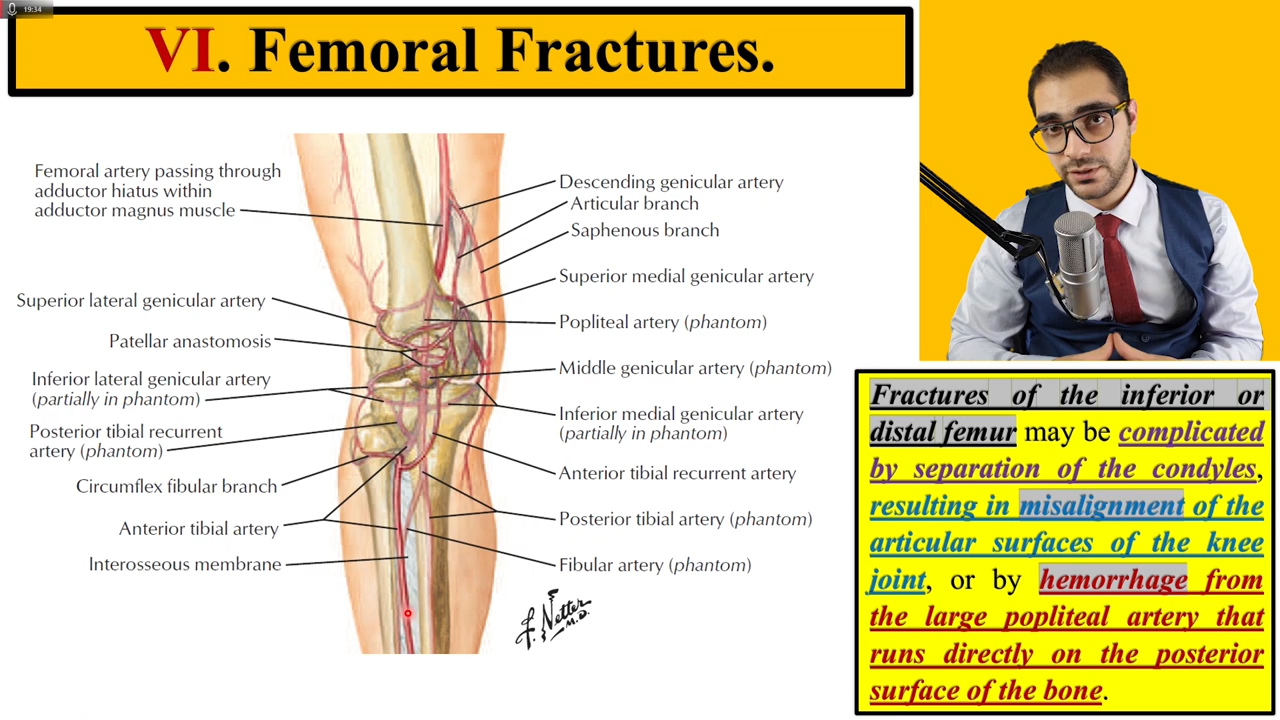 19:34
VI. Femoral Fractures.
Femoral artery passing through
adductor hiatus within
adductor magnus muscle
Superior lateral genicular artery
Patellar anastomosis
Inferior lateral genicular artery
(partially in phantom)
Posterior tibial recurrent
artery (phantom)
Circumflex fibular branch
Anterior tibial artery
Interosseous membrane
Descending genicular artery
Articular branch
Saphenous branch
Superior medial genicular artery
Popliteal artery (phantom)
Middle genicular artery (phantom)
Inferior medial genicular artery
(partially in phantom)
Anterior tibial recurrent artery
Posterior tibial artery (phantom)
Fibular artery (phantom)
F. Netter
M.D.
Fractures of the inferior or
distal femur may be complicated
by separation of the condyles,
resulting in misalignment of the
articular surfaces of the knee
joint, or by hemorrhage from
the large popliteal artery that
runs directly on the posterior
surface of the bone.